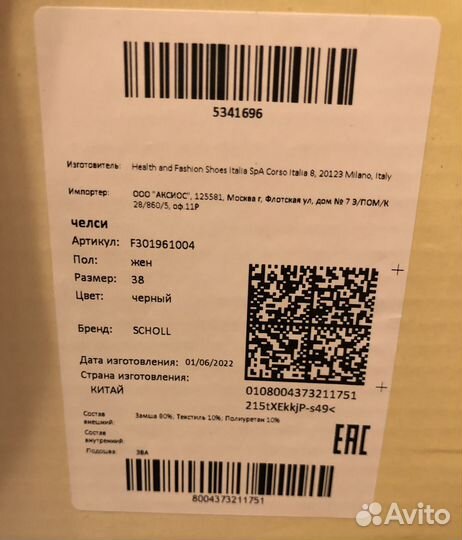 5341696
Изготовитель: Health and Fashion Shoes Italia SpA Corso Italia 8, 20123 Milano, Italy
Импортер: ООО "АКСИОС", 125581, Москва г, Флотская ул, дом № 7 Э/ПОМ/К
28/860/5, оф.11Р
челси
Артикул: F301961004
Пол: жен
Размер: 38
Цвет: черный
Бренд: SCHOLL
Дата изготовления: 01/06/2022
Страна изготовления:
КИТАЙ
0108004373211751
215tXEkkjP-s49<
Состав внешний: Замша 80%; Текстиль 10%; Полиуретан 10%
Состав внутренний:
Подошва: ЭВА
EAC
8004373211751
Avito